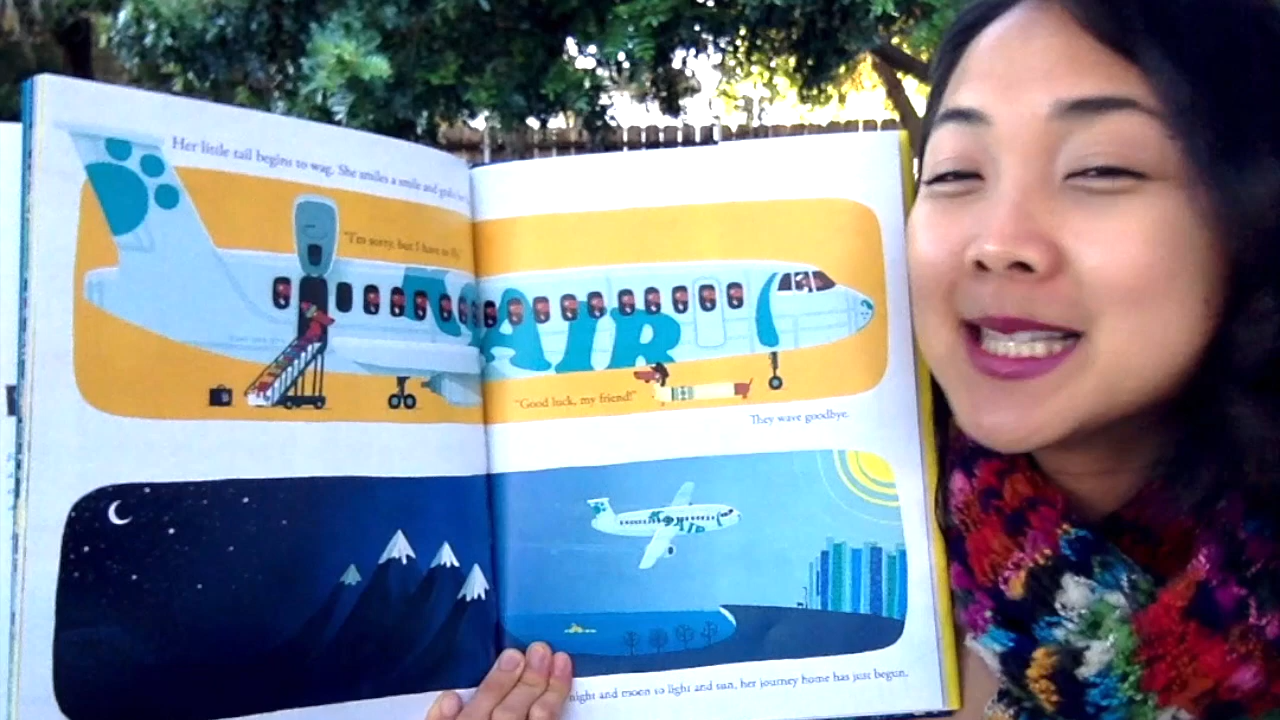 Her little tail begins to wag. She smiles a smile and
"I'm sorry, but I have to fly."
AIR
"Good luck, my friend!"
They wave goodbye.
AIR
night and moon to light and sun, her journey home has just begun.